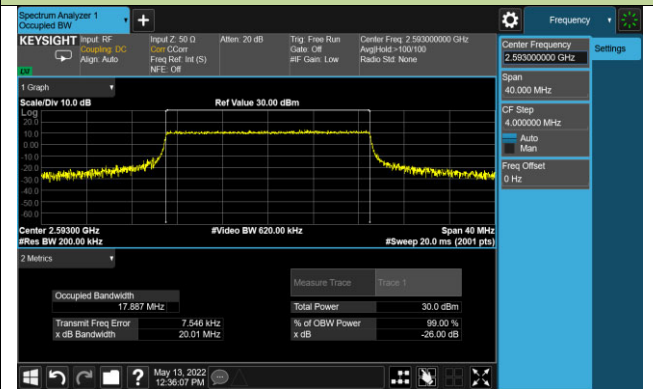 Spectrum Analyzer 1
Occupied BW
+
Frequency
KEYSIGHT
Input: RF
Coupling: DC
Align: Auto
Input Z: 50 Ω
Corr CCorr
Freq Ref: Int (S)
NFE: Off
Atten: 20 dB
Trig: Free Run
Gate: Off
#IF Gain: Low
Center Freq: 2.593000000 GHz
Avg|Hold:>100/100
Radio Std: None
Center Frequency
2.593000000 GHz
Settings
Span
40.000 MHz
CF Step
4.000000 MHz
Auto
Man
Freq Offset
0 Hz
1 Graph
Scale/Div 10.0 dB
Ref Value 30.00 dBm
Log
20.0
10.0
0.00
-10.0
-20.0
-30.0
-40.0
-50.0
-60.0
Center 2.59300 GHz
#Video BW 620.00 kHz
Span 40 MHz
#Res BW 200.00 kHz
#Sweep 20.0 ms (2001 pts)
2 Metrics
Measure Trace
Trace 1
Occupied Bandwidth
17.887 MHz
Total Power
30.0 dBm
Transmit Freq Error
7.546 kHz
% of OBW Power
99.00 %
x dB Bandwidth
20.01 MHz
x dB
-26.00 dB
?
May 13, 2022
12:36:07 PM